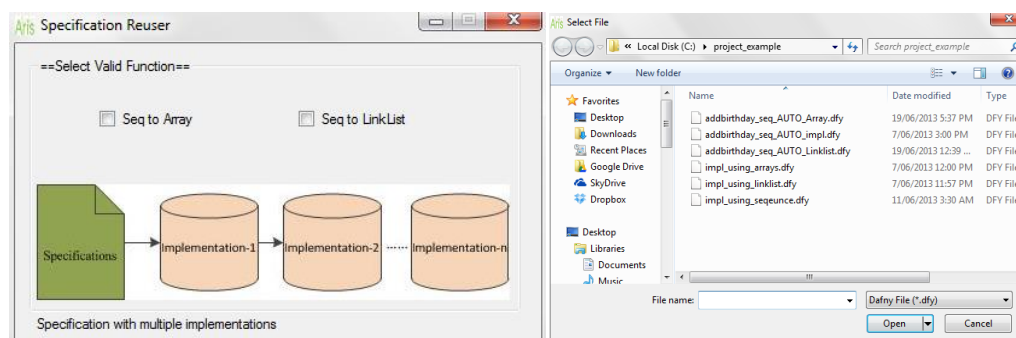 Aris Specification Reuser
==Select Valid Function==
Seq to Array
Seq to LinkList
Specifications
Implementation-1
Implementation-2
......
Implementation-n
Specification with multiple implementations
Aris Select File
« Local Disk (C:) ▸ project_example
Search project_example
Organize ▾ New folder
Favorites
Desktop
Downloads
Recent Places
Google Drive
SkyDrive
Dropbox
Desktop
Libraries
Documents
Music
Name Date modified Type
addbirthday_seq_AUTO_Array.dfy 19/06/2013 5:37 PM DFY File
addbirthday_seq_AUTO_impl.dfy 7/06/2013 3:00 PM DFY File
addbirthday_seq_AUTO_Linklist.dfy 19/06/2013 12:39 ... DFY File
impl_using_arrays.dfy 7/06/2013 12:00 PM DFY File
impl_using_linklist.dfy 7/06/2013 11:57 PM DFY File
impl_using_seqeunce.dfy 11/06/2013 3:30 AM DFY File
File name:
Dafny File (*.dfy)
Open Cancel